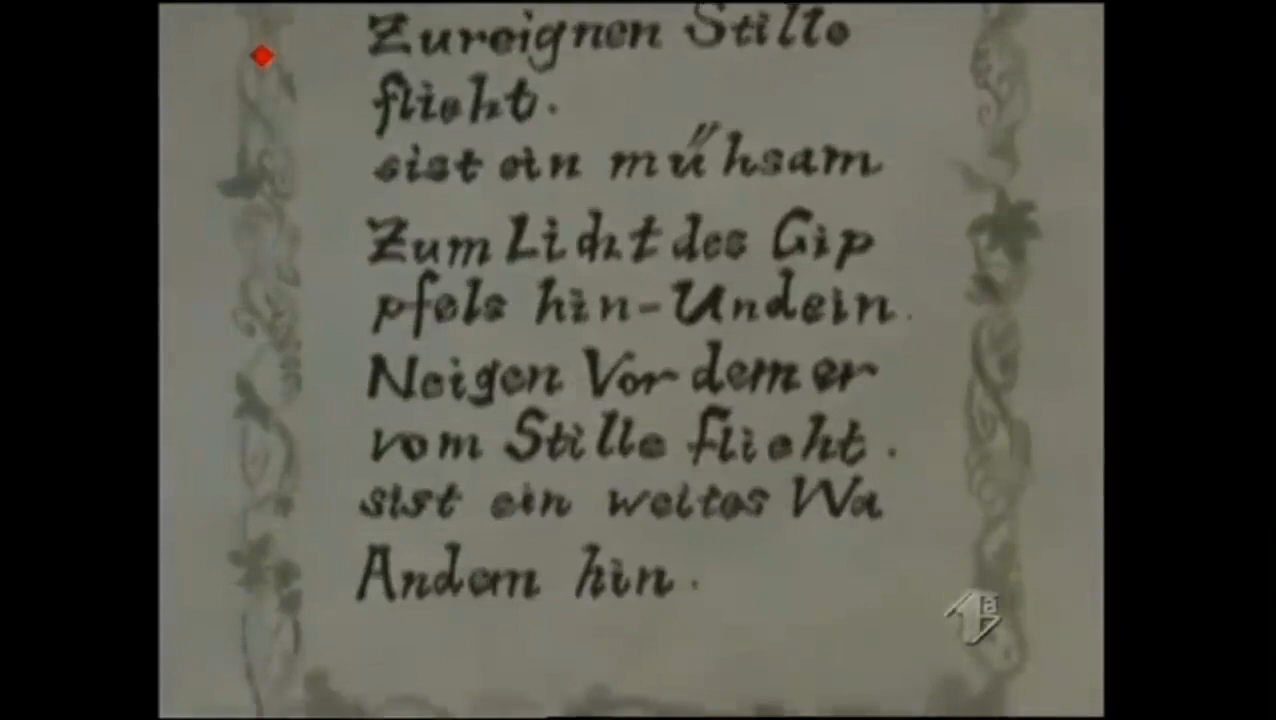 Zureignen Stille
flieht.
sist ein mühsam
Zum Licht des Gip
pfels hin-Undein
Neigen Vor dem er
vom Stille flieht.
sist ein weites Wa
Andem hin.